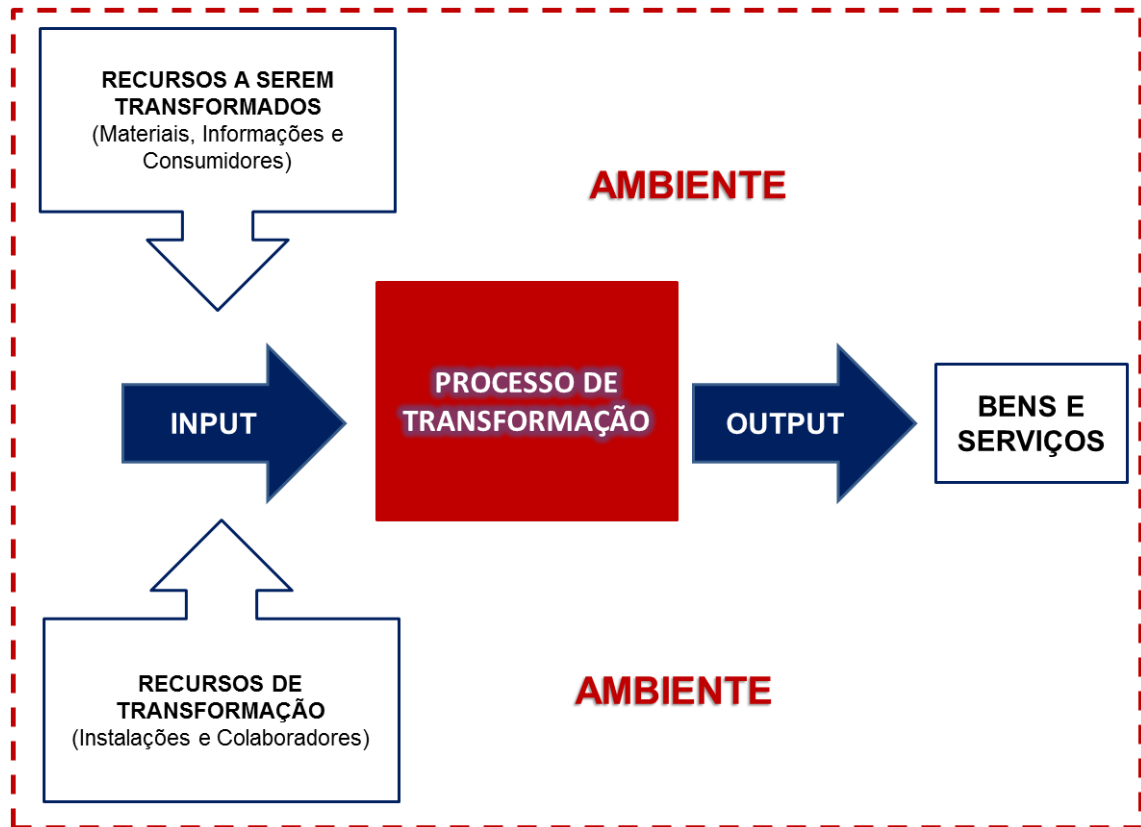 RECURSOS A SEREM
TRANSFORMADOS
(Materiais, Informações e
Consumidores)
AMBIENTE
INPUT
PROCESSO DE
TRANSFORMAÇÃO
OUTPUT
BENS E
SERVIÇOS
RECURSOS DE
TRANSFORMAÇÃO
(Instalações e Colaboradores)
AMBIENTE